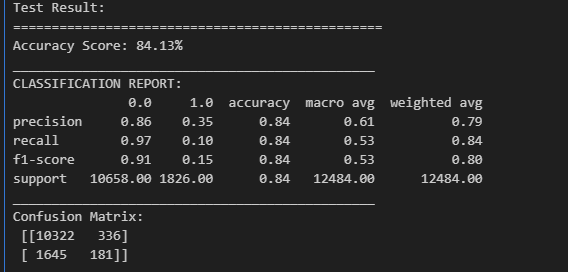 Test Result:
================================================
Accuracy Score: 84.13%
_______________________________________________
CLASSIFICATION REPORT:
0.0 1.0 accuracy macro avg weighted avg
precision 0.86 0.35 0.84 0.61 0.79
recall 0.97 0.10 0.84 0.53 0.84
f1-score 0.91 0.15 0.84 0.53 0.80
support 10658.00 1826.00 0.84 12484.00 12484.00
_______________________________________________
Confusion Matrix:
[[10322 336]
[ 1645 181]]